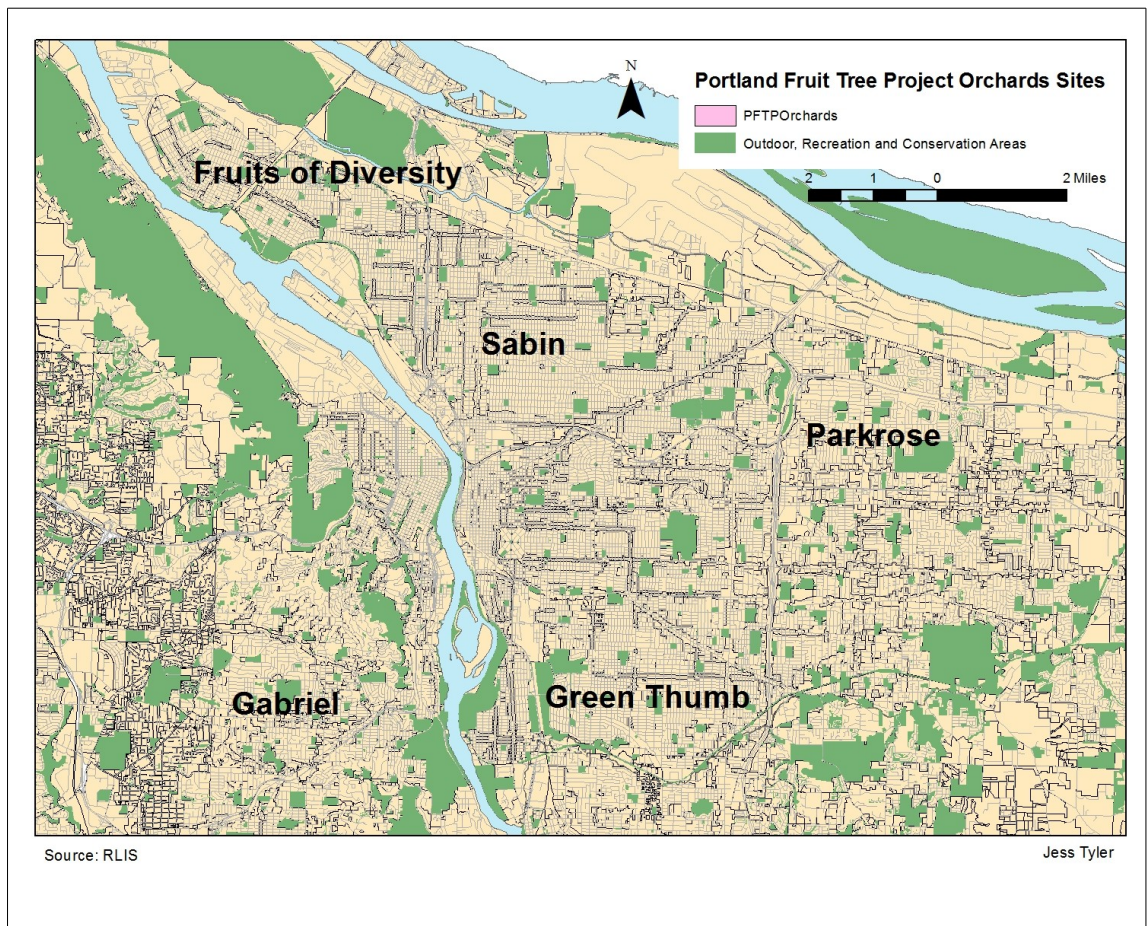 N
Portland Fruit Tree Project Orchards Sites
PFTPOrchards
Outdoor, Recreation and Conservation Areas
2 1 0 2 Miles
Fruits of Diversity
Sabin
Parkrose
Gabriel
Green Thumb
Source: RLIS
Jess Tyler